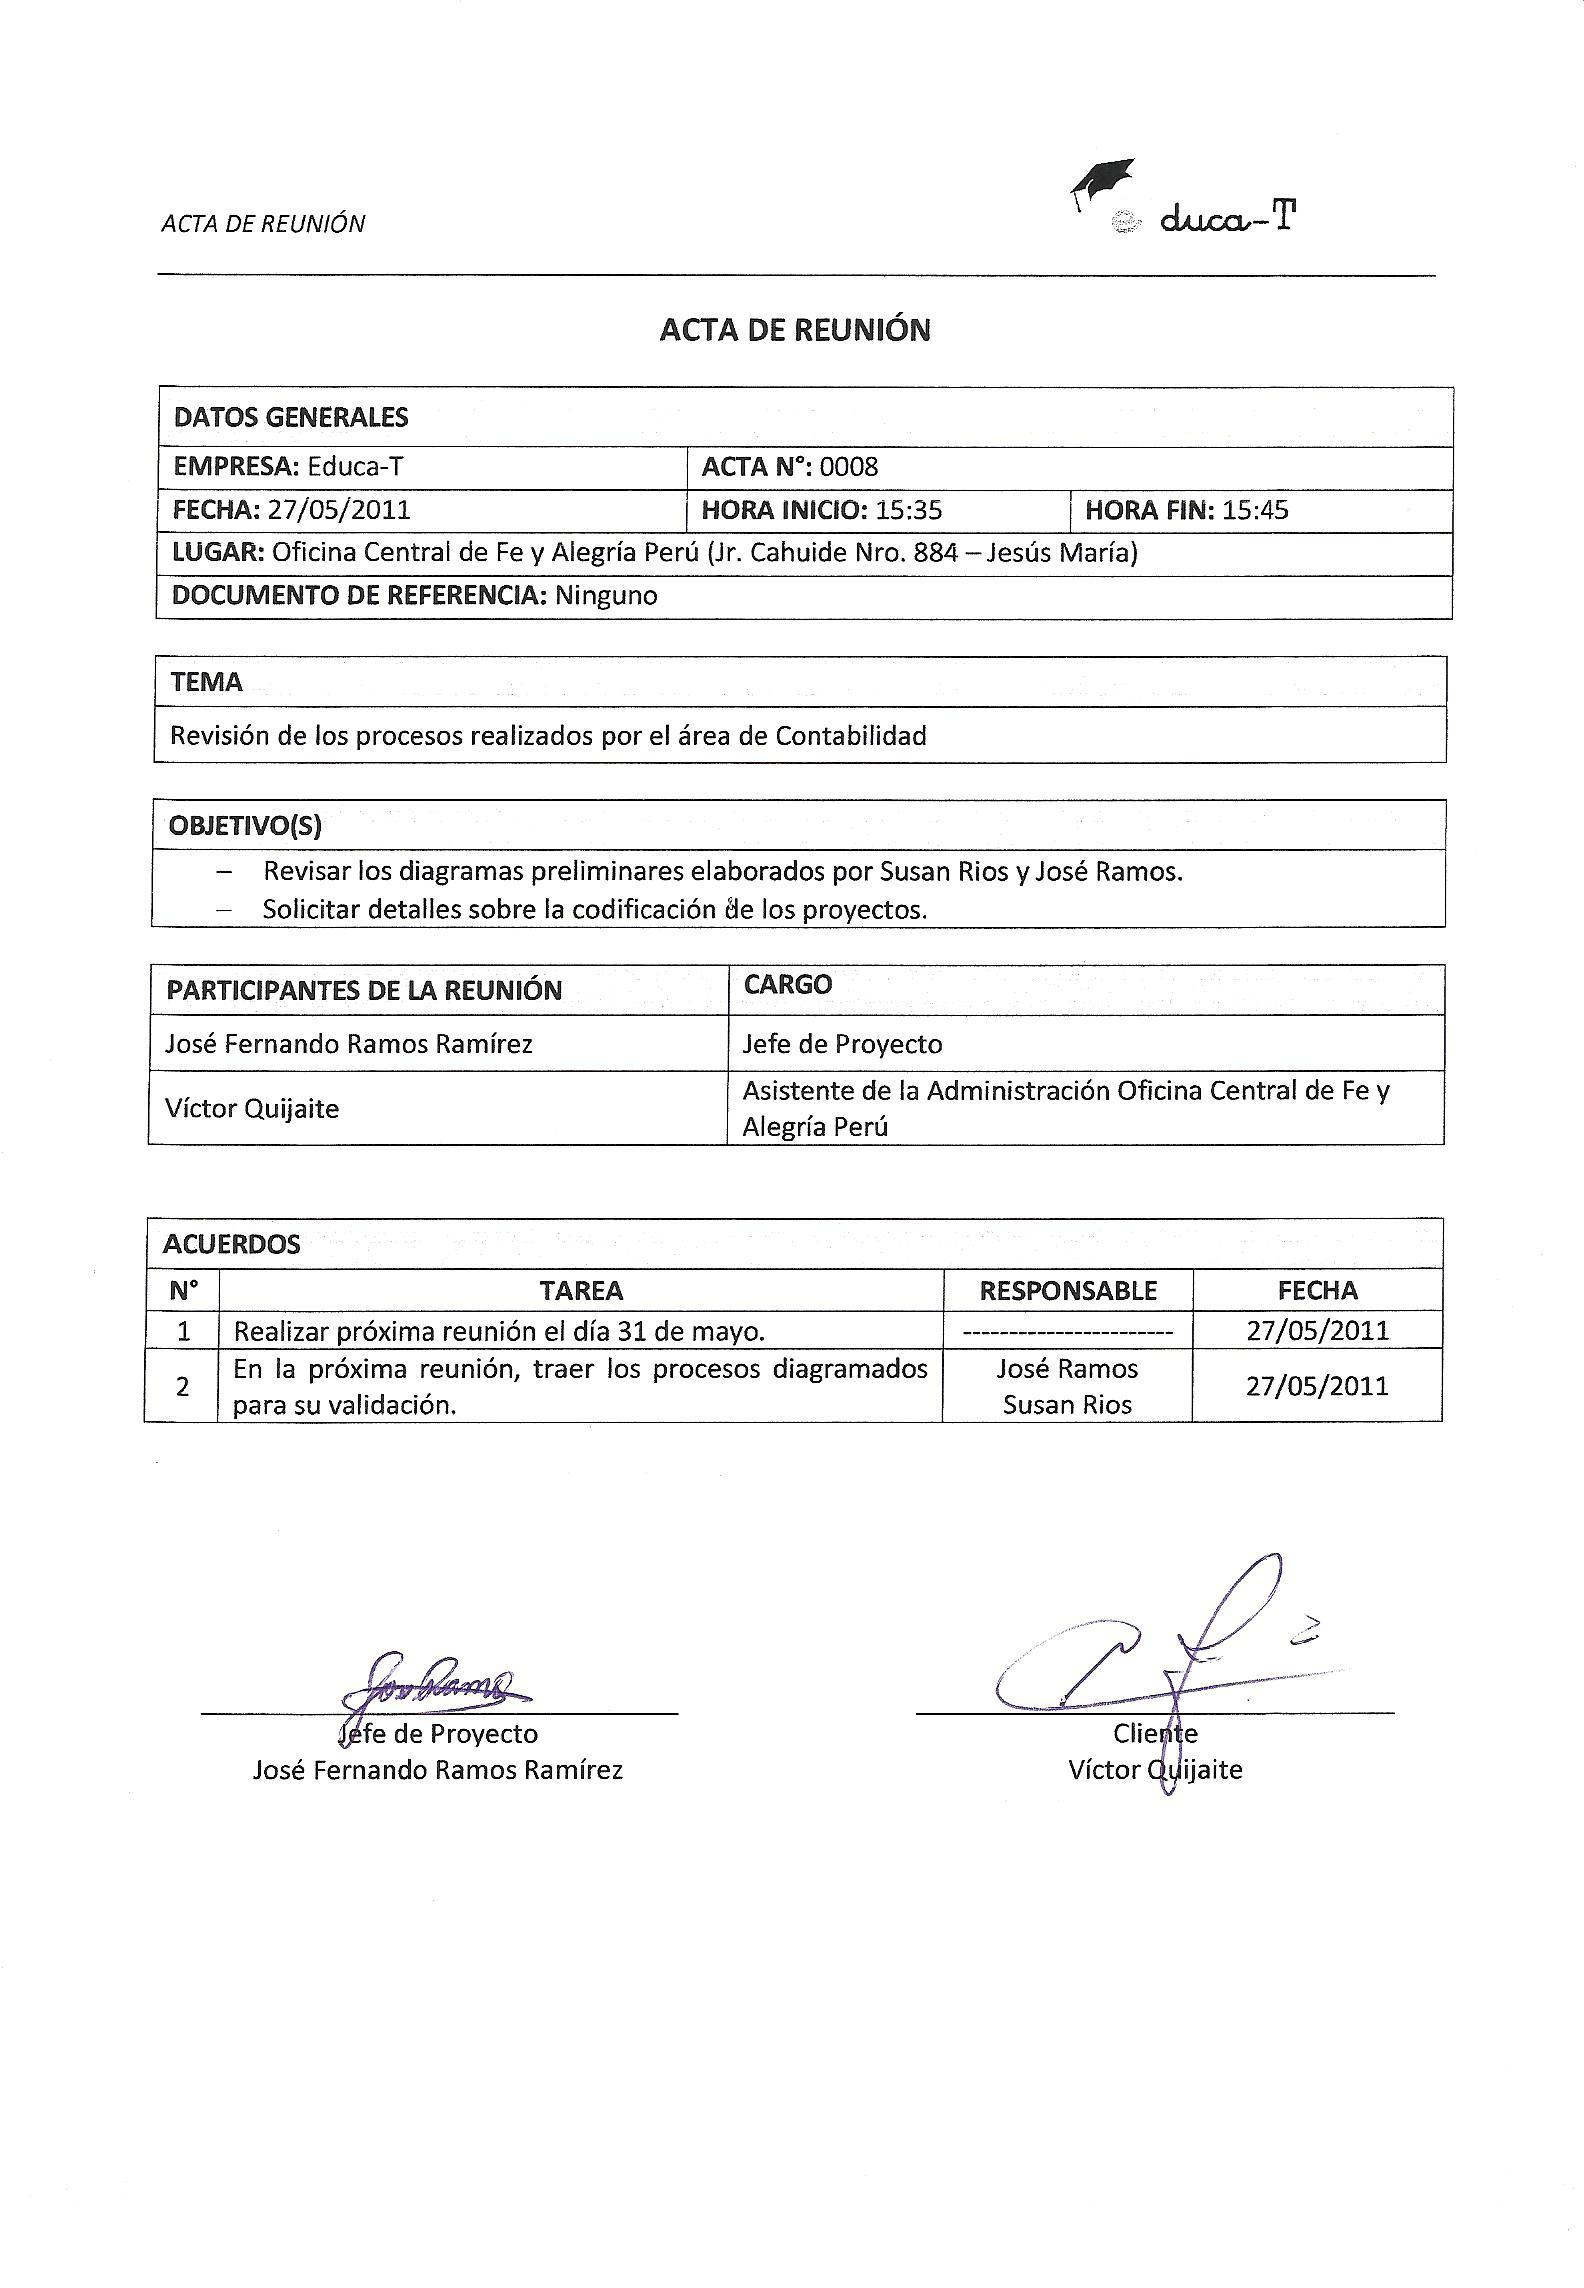 ACTA DE REUNIÓN
e duca-T
ACTA DE REUNIÓN
DATOS GENERALES
EMPRESA: Educa-T ACTA N°: 0008
FECHA: 27/05/2011 HORA INICIO: 15:35 HORA FIN: 15:45
LUGAR: Oficina Central de Fe y Alegría Perú (Jr. Cahuide Nro. 884 – Jesús María)
DOCUMENTO DE REFERENCIA: Ninguno
TEMA
Revisión de los procesos realizados por el área de Contabilidad
OBJETIVO(S)
– Revisar los diagramas preliminares elaborados por Susan Rios y José Ramos.
– Solicitar detalles sobre la codificación de los proyectos.
PARTICIPANTES DE LA REUNIÓN CARGO
José Fernando Ramos Ramírez Jefe de Proyecto
Víctor Quijaite Asistente de la Administración Oficina Central de Fe y
Alegría Perú
ACUERDOS
N° TAREA RESPONSABLE FECHA
1 Realizar próxima reunión el día 31 de mayo. ----------------------- 27/05/2011
2 En la próxima reunión, traer los procesos diagramados José Ramos 27/05/2011
para su validación. Susan Rios
Jefe de Proyecto Cliente
José Fernando Ramos Ramírez Víctor Quijaite